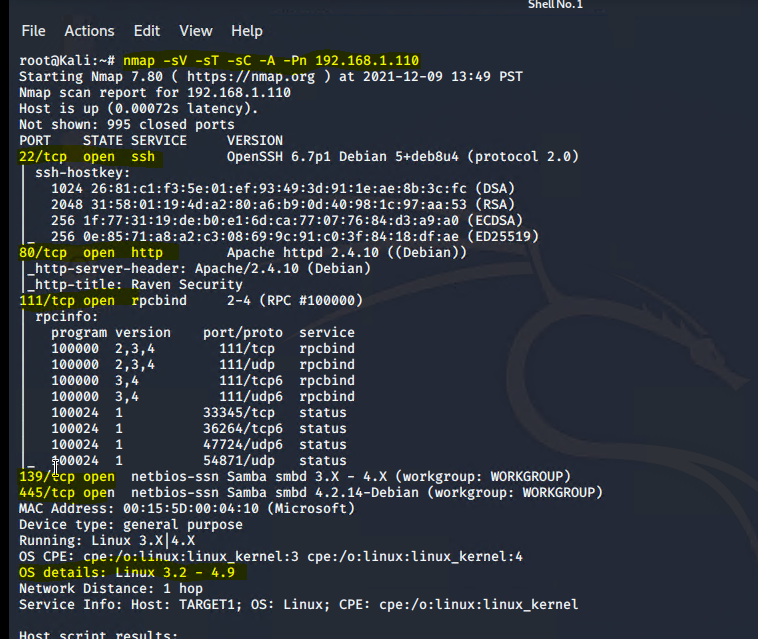 Shell No.1
File Actions Edit View Help
root@Kali:~# nmap -sV -sT -sC -A -Pn 192.168.1.110
Starting Nmap 7.80 ( https://nmap.org ) at 2021-12-09 13:49 PST
Nmap scan report for 192.168.1.110
Host is up (0.00072s latency).
Not shown: 995 closed ports
PORT STATE SERVICE VERSION
22/tcp open ssh OpenSSH 6.7p1 Debian 5+deb8u4 (protocol 2.0)
| ssh-hostkey:
| 1024 26:81:c1:f3:5e:01:ef:93:49:3d:91:1e:ae:8b:3c:fc (DSA)
| 2048 31:58:01:19:4d:a2:80:a6:b9:0d:40:98:1c:97:aa:53 (RSA)
| 256 1f:77:31:19:de:b0:e1:6d:ca:77:07:76:84:d3:a9:a0 (ECDSA)
|_ 256 0e:85:71:a8:a2:c3:08:69:9c:91:c0:3f:84:18:df:ae (ED25519)
80/tcp open http Apache httpd 2.4.10 ((Debian))
|_http-server-header: Apache/2.4.10 (Debian)
|_http-title: Raven Security
111/tcp open rpcbind 2-4 (RPC #100000)
| rpcinfo:
| program version port/proto service
| 100000 2,3,4 111/tcp rpcbind
| 100000 2,3,4 111/udp rpcbind
| 100000 3,4 111/tcp6 rpcbind
| 100000 3,4 111/udp6 rpcbind
| 100024 1 33345/tcp status
| 100024 1 36264/tcp6 status
| 100024 1 47724/udp6 status
|_ 100024 1 54871/udp status
139/tcp open netbios-ssn Samba smbd 3.X - 4.X (workgroup: WORKGROUP)
445/tcp open netbios-ssn Samba smbd 4.2.14-Debian (workgroup: WORKGROUP)
MAC Address: 00:15:5D:00:04:10 (Microsoft)
Device type: general purpose
Running: Linux 3.X|4.X
OS CPE: cpe:/o:linux:linux_kernel:3 cpe:/o:linux:linux_kernel:4
OS details: Linux 3.2 - 4.9
Network Distance: 1 hop
Service Info: Host: TARGET1; OS: Linux; CPE: cpe:/o:linux:linux_kernel
Host script results: